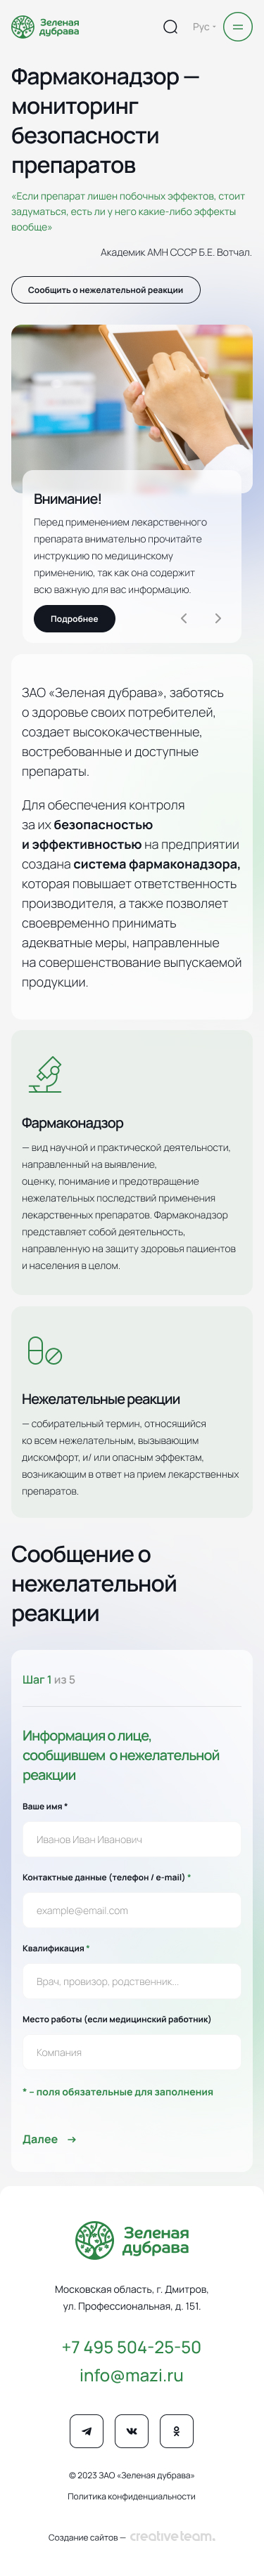 Зеленая
дубрава
Рус
Фармаконадзор —
мониторинг
безопасности
препаратов
«Если препарат лишен побочных эффектов, стоит
задуматься, есть ли у него какие-либо эффекты
вообще»
Академик АМН СССР Б.Е. Вотчал.
Сообщить о нежелательной реакции
Внимание!
Перед применением лекарственного
препарата внимательно прочитайте
инструкцию по медицинскому
применению, так как она содержит
всю важную для вас информацию.
Подробнее
ЗАО «Зеленая дубрава», заботясь
о здоровье своих потребителей,
создает высококачественные,
востребованные и доступные
препараты.
Для обеспечения контроля
за их безопасностью
и эффективностью на предприятии
создана система фармаконадзора,
которая повышает ответственность
производителя, а также позволяет
своевременно принимать
адекватные меры, направленные
на совершенствование выпускаемой
продукции.
Фармаконадзор
— вид научной и практической деятельности,
направленный на выявление,
оценку, понимание и предотвращение
нежелательных последствий применения
лекарственных препаратов. Фармаконадзор
представляет собой деятельность,
направленную на защиту здоровья пациентов
и населения в целом.
Нежелательные реакции
— собирательный термин, относящийся
ко всем нежелательным, вызывающим
дискомфорт, и/ или опасным эффектам,
возникающим в ответ на прием лекарственных
препаратов.
Сообщение о
нежелательной
реакции
Шаг 1 из 5
Информация о лице,
сообщившем о нежелательной
реакции
Ваше имя *
Иванов Иван Иванович
Контактные данные (телефон / e-mail) *
example@email.com
Квалификация *
Врач, провизор, родственник...
Место работы (если медицинский работник)
Компания
* – поля обязательные для заполнения
Далее →
Зеленая
дубрава
Московская область, г. Дмитров,
ул. Профессиональная, д. 151.
+7 495 504-25-50
info@mazi.ru
© 2023 ЗАО «Зеленая дубрава»
Политика конфиденциальности
Создание сайтов — creativeteam.